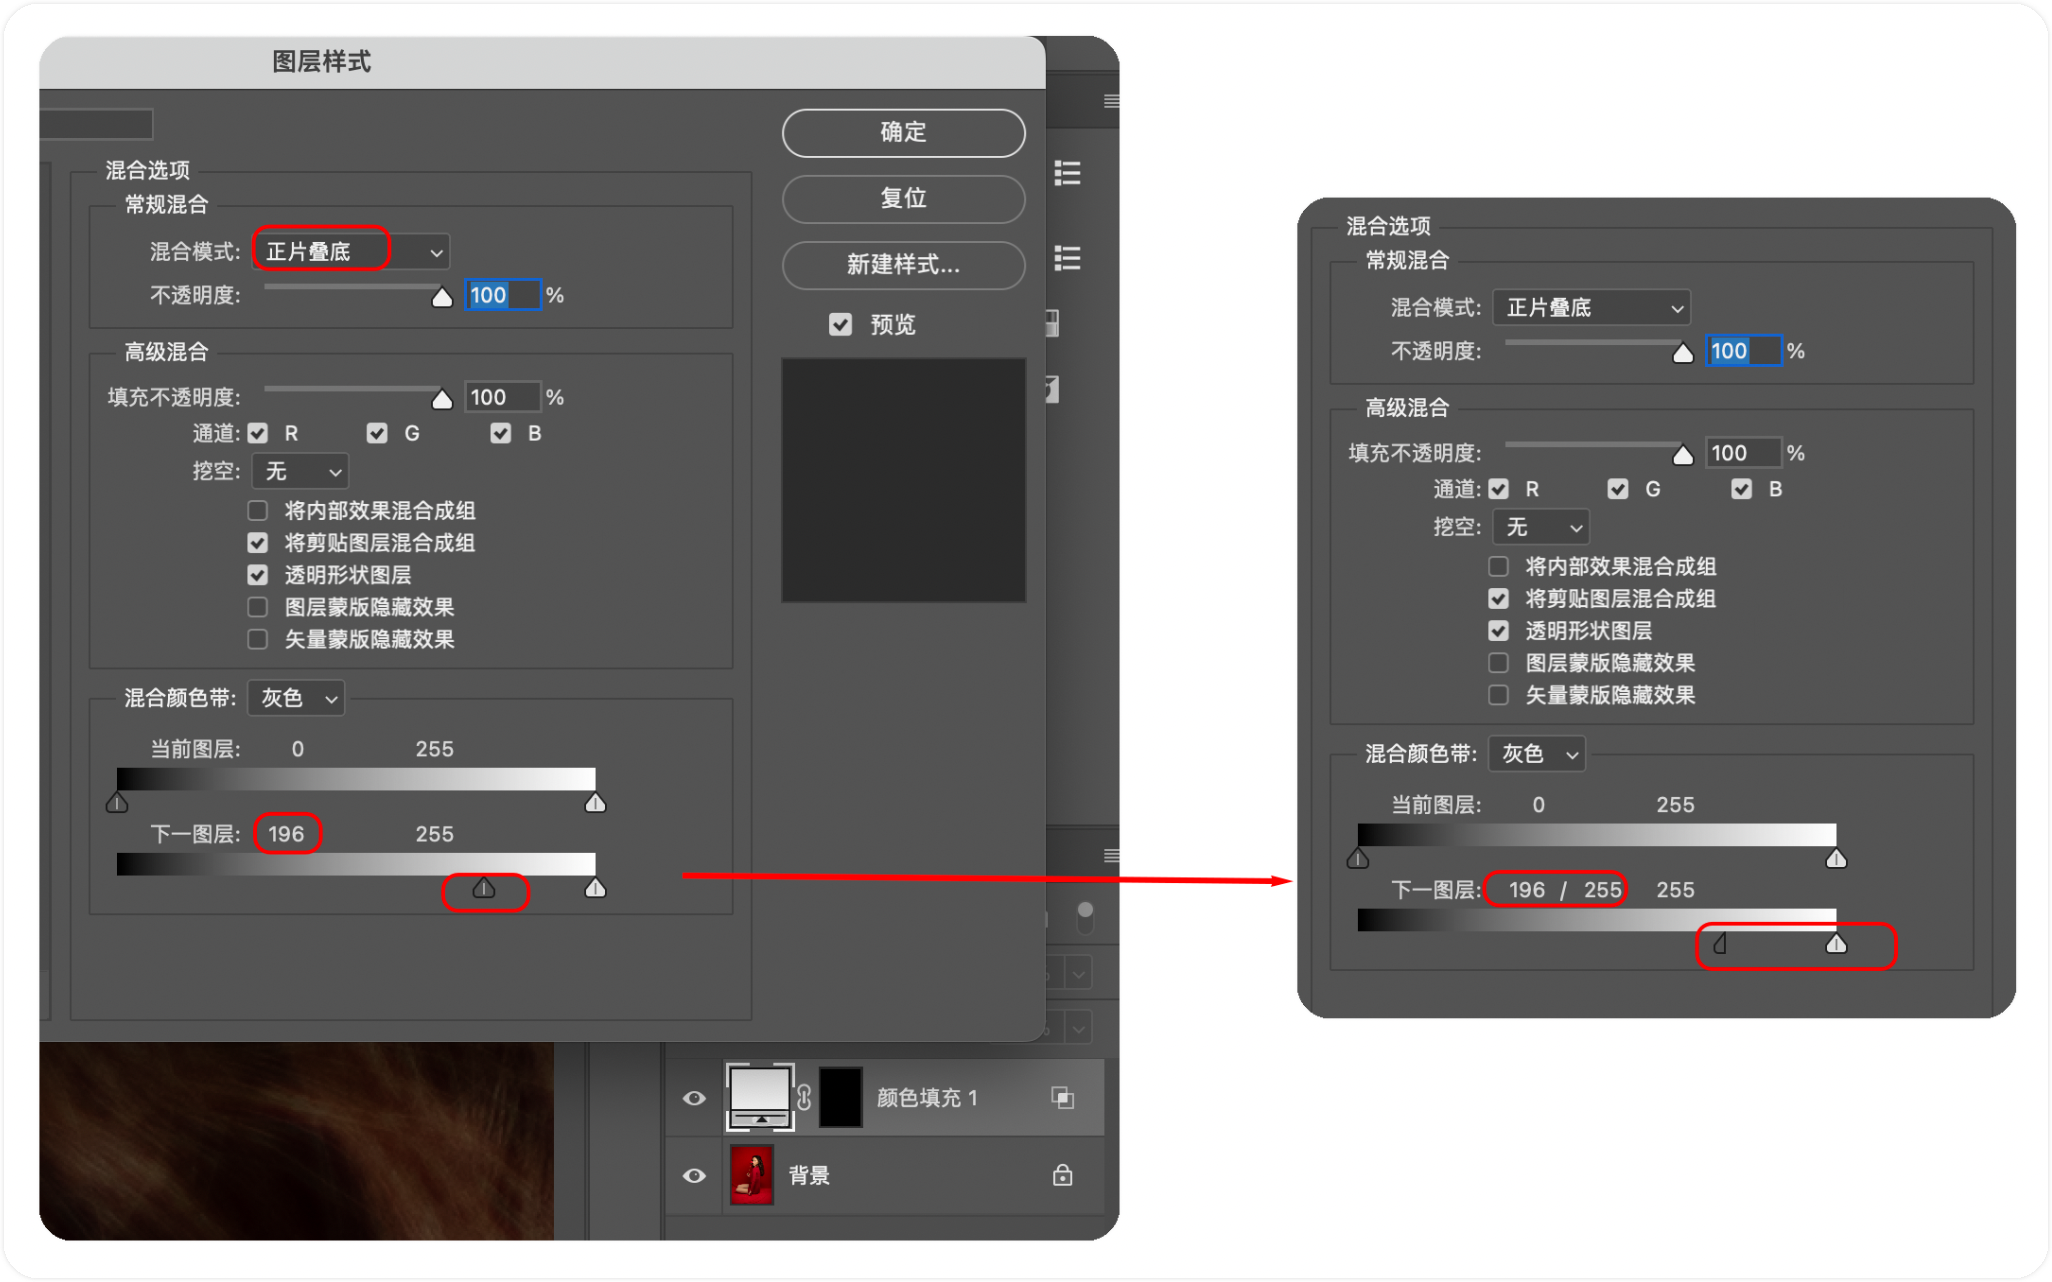 图层样式
确定
混合选项
复位
常规混合
混合模式: 正片叠底
新建样式...
不透明度: 100 %
预览
高级混合
填充不透明度: 100 %
通道: R G B
挖空: 无
将内部效果混合成组
将剪贴图层混合成组
透明形状图层
图层蒙版隐藏效果
矢量蒙版隐藏效果
混合颜色带: 灰色
当前图层: 0 255
下一图层: 196 255
颜色填充 1
背景
混合选项
常规混合
混合模式: 正片叠底
不透明度: 100 %
高级混合
填充不透明度: 100 %
通道: R G B
挖空: 无
将内部效果混合成组
将剪贴图层混合成组
透明形状图层
图层蒙版隐藏效果
矢量蒙版隐藏效果
混合颜色带: 灰色
当前图层: 0 255
下一图层: 196 / 255 255